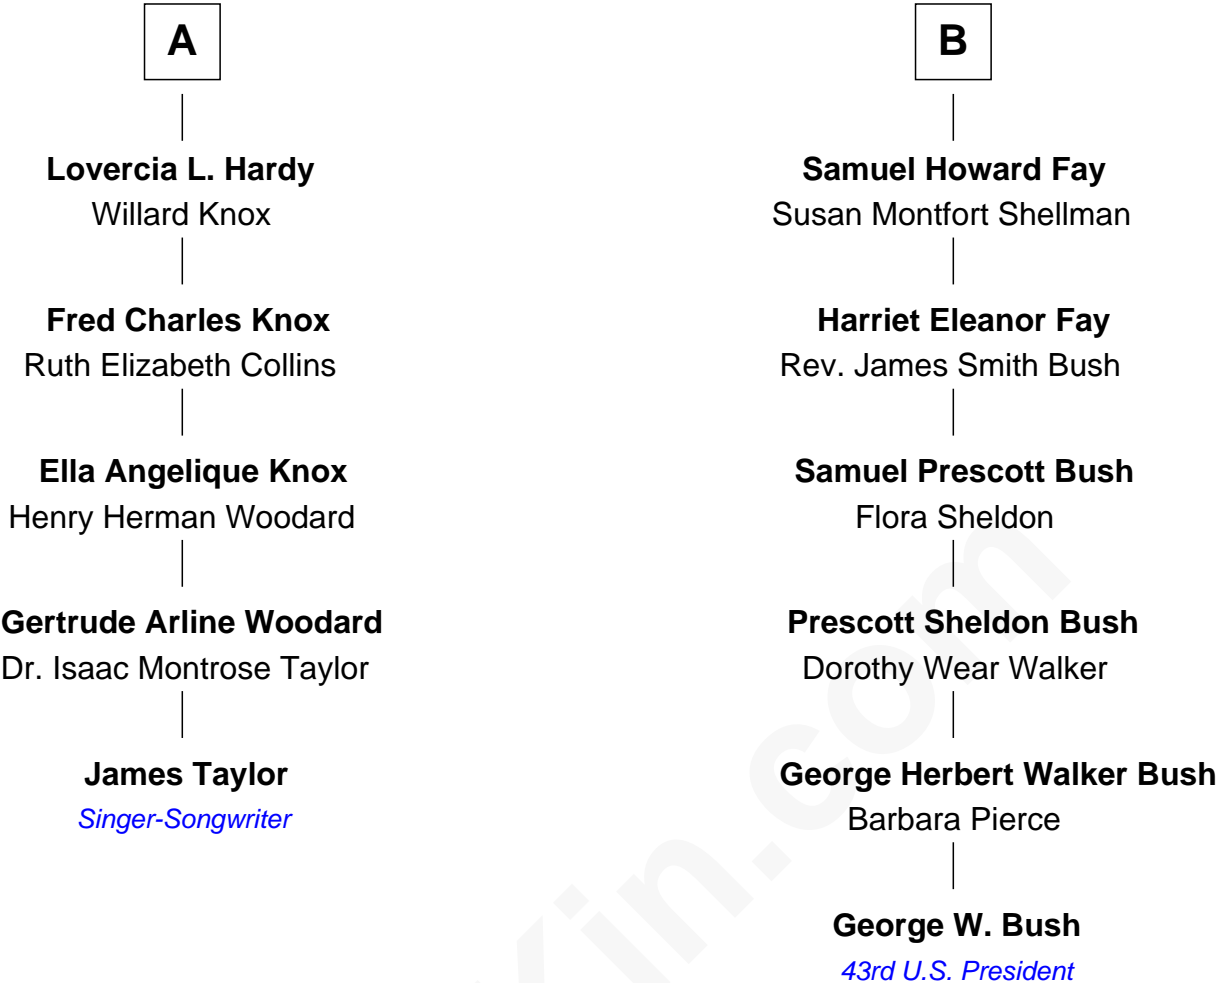 A
Lovercia L. Hardy
Willard Knox
Fred Charles Knox
Ruth Elizabeth Collins
Ella Angelique Knox
Henry Herman Woodard
Gertrude Arline Woodard
Dr. Isaac Montrose Taylor
James Taylor
Singer-Songwriter
B
Samuel Howard Fay
Susan Montfort Shellman
Harriet Eleanor Fay
Rev. James Smith Bush
Samuel Prescott Bush
Flora Sheldon
Prescott Sheldon Bush
Dorothy Wear Walker
George Herbert Walker Bush
Barbara Pierce
George W. Bush
43rd U.S. President